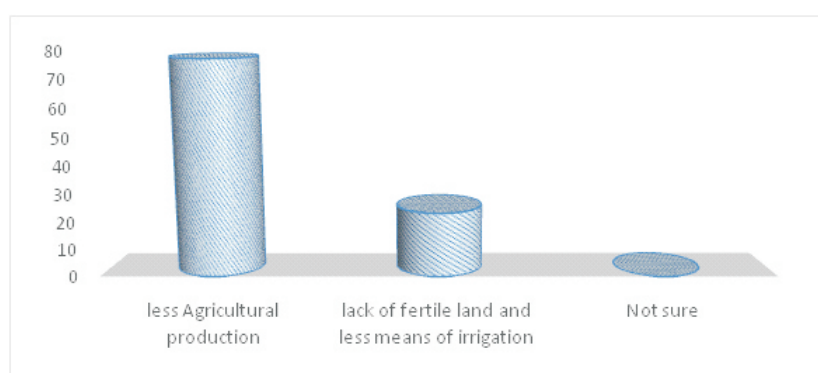 80
70
60
50
40
30
20
10
0
less Agricultural
production
lack of fertile land and
less means of irrigation
Not sure